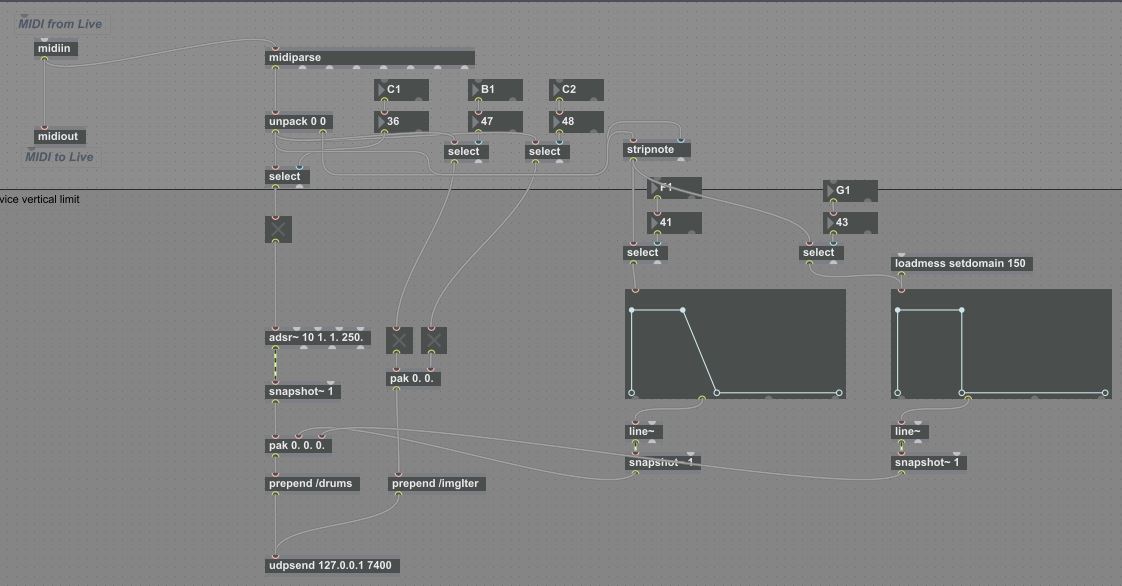 MIDI from Live
midiin
midiparse
C1
B1
C2
unpack 0 0
36
47
48
midiout
select
select
stripnote
MIDI to Live
select
vice vertical limit
F1
G1
41
43
select
select
loadmess setdomain 150
adsr~ 10 1. 1. 250.
pak 0. 0.
snapshot~ 1
line~
line~
pak 0. 0. 0.
snapshot~ 1
snapshot~ 1
prepend /drums
prepend /imgIter
udpsend 127.0.0.1 7400